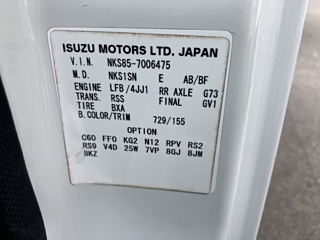 ISUZU MOTORS LTD. JAPAN
V.I.N. NKS85-7006475
M.D. NKS1SN E AB/BF
ENGINE LFB/4JJ1 RR AXLE G73
TRANS. RSS FINAL GV1
TIRE BXA
B.COLOR/TRIM 729/155
OPTION
C60 FF0 KG2 N12 RPV RS2
RS9 V4D 25W 7VP 8GJ 8JM
8KZ